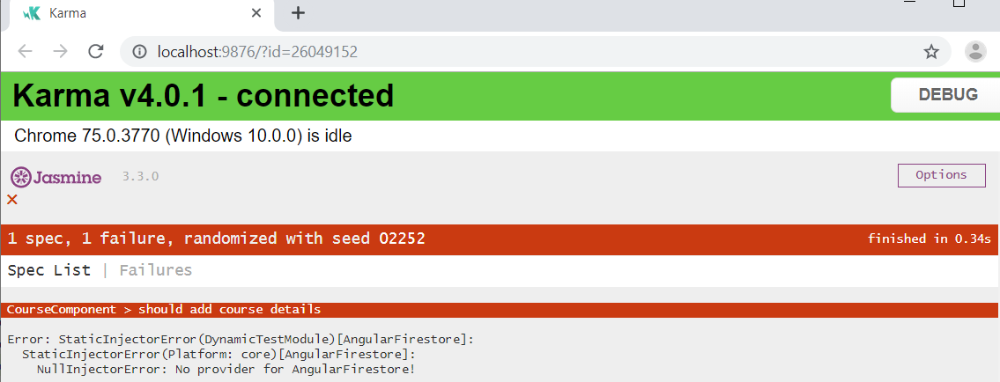 Karma
localhost:9876/?id=26049152
Karma v4.0.1 - connected
DEBUG
Chrome 75.0.3770 (Windows 10.0.0) is idle
Jasmine 3.3.0
Options
1 spec, 1 failure, randomized with seed 02252
finished in 0.34s
Spec List | Failures
CourseComponent > should add course details
Error: StaticInjectorError(DynamicTestModule)[AngularFirestore]:
StaticInjectorError(Platform: core)[AngularFirestore]:
NullInjectorError: No provider for AngularFirestore!